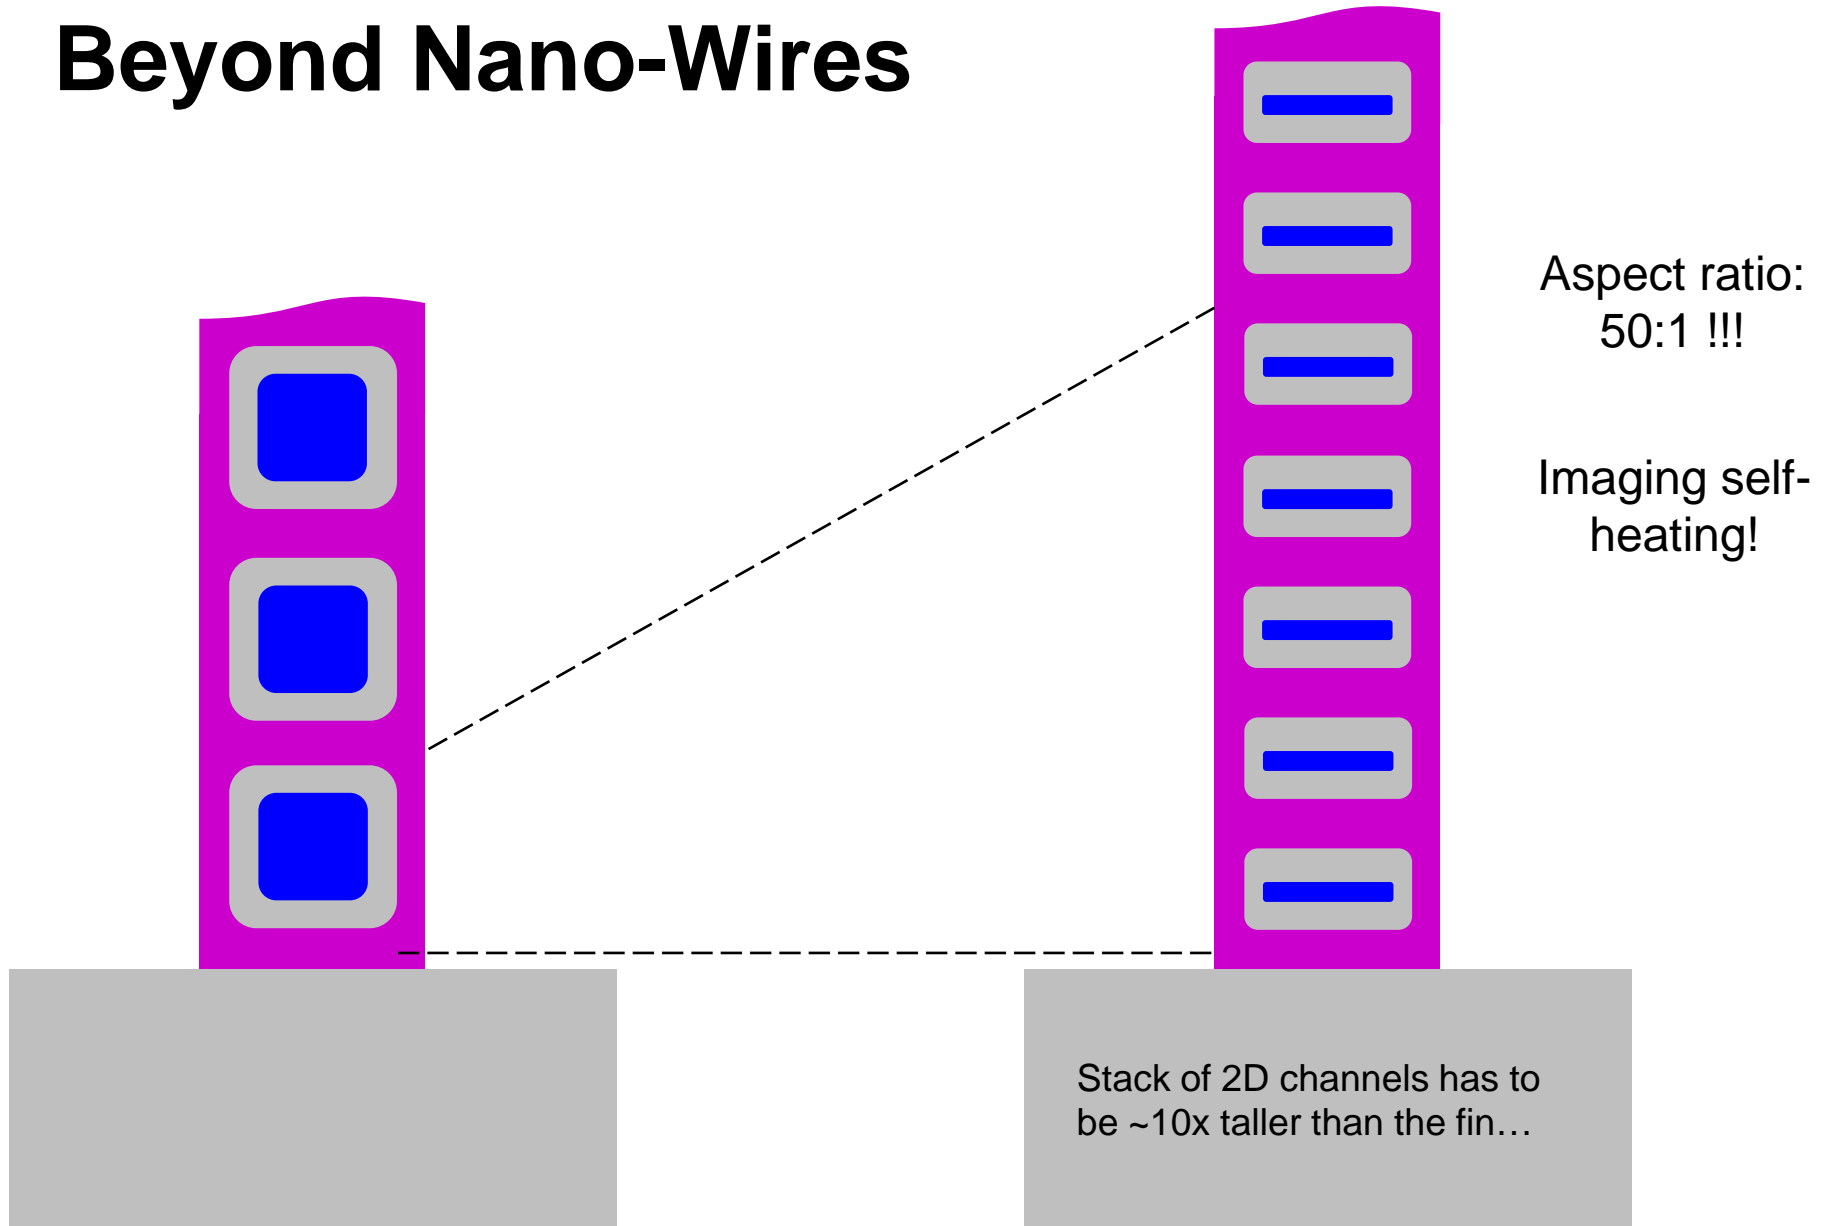 Beyond Nano-Wires
Aspect ratio:
50:1 !!!
Imaging self-
heating!
Stack of 2D channels has to
be ~10x taller than the fin…